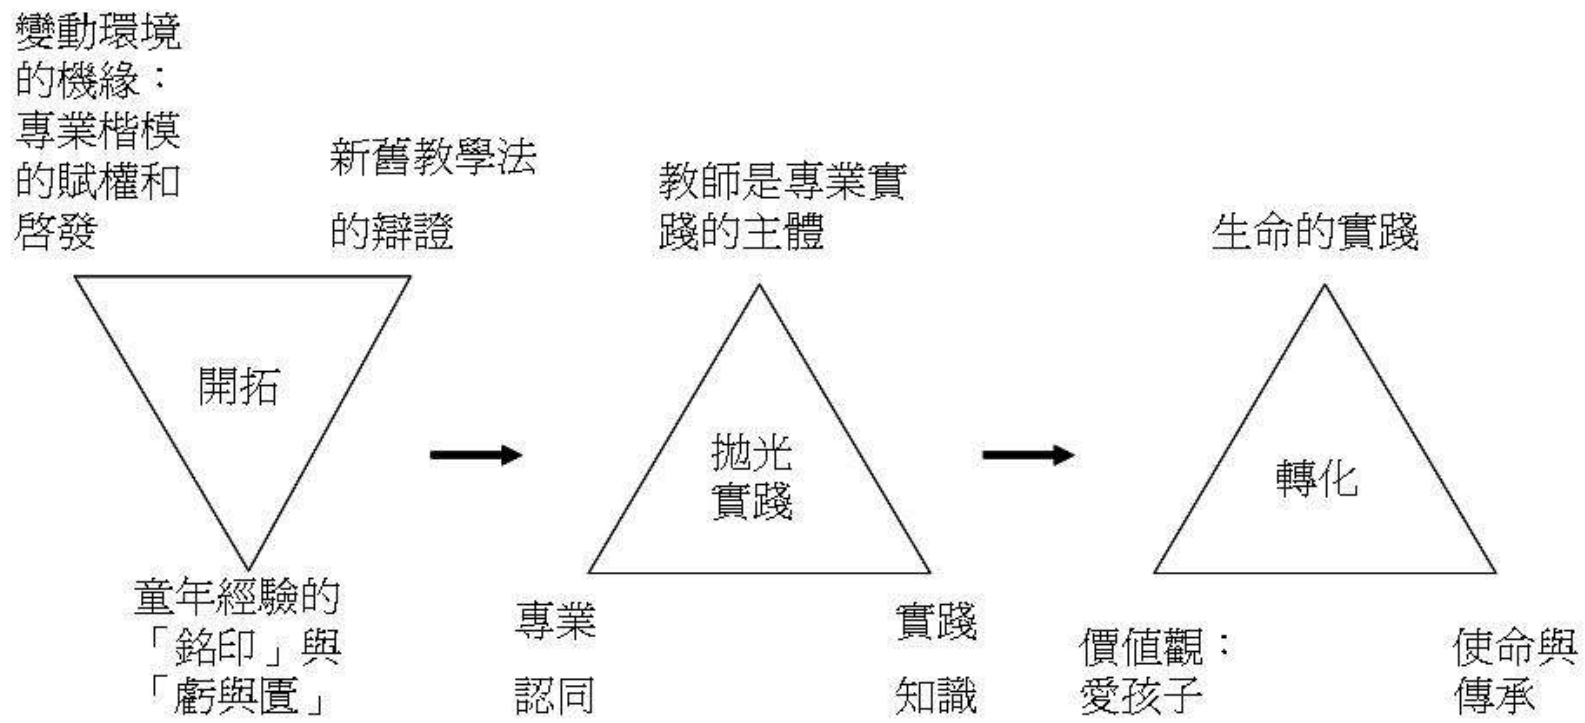 變動環境
的機緣：
專業楷模
的賦權和
啓發
新舊教學法
的辯證
開拓
童年經驗的
「銘印」與
「虧與匱」
教師是專業實
踐的主體
拋光
實踐
專業
認同
實踐
知識
生命的實踐
轉化
價值觀：
愛孩子
使命與
傳承